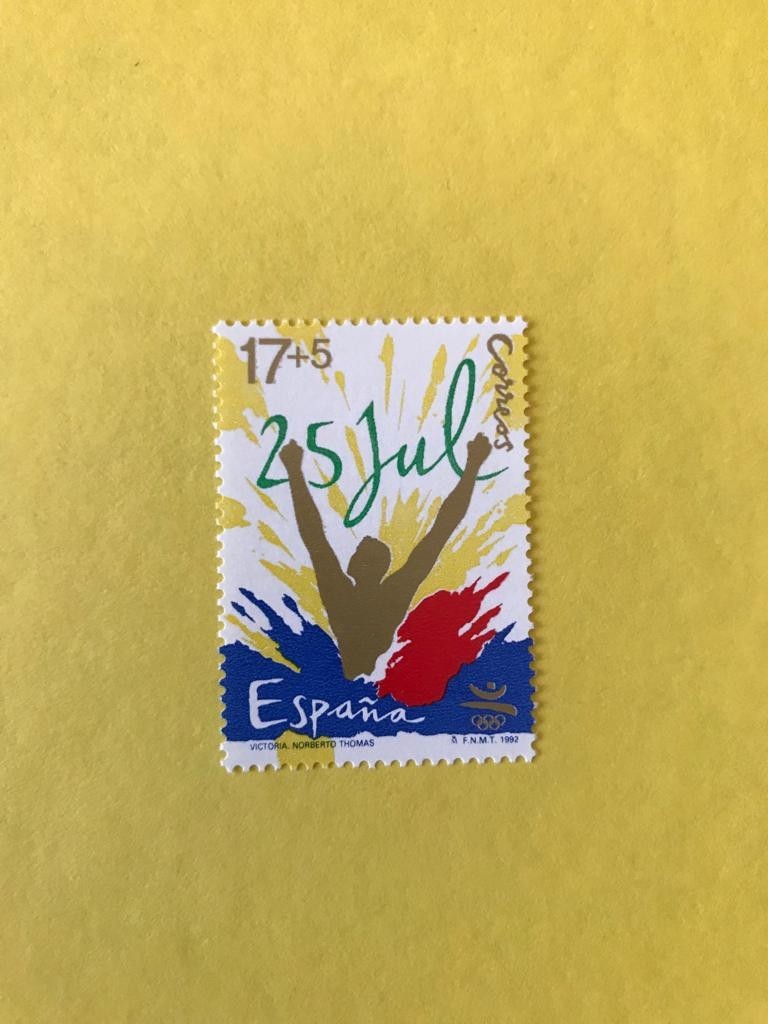 17+5
Correos
25 Jul
España
VICTORIA. NORBERTO THOMAS
F.N.M.T. 1992